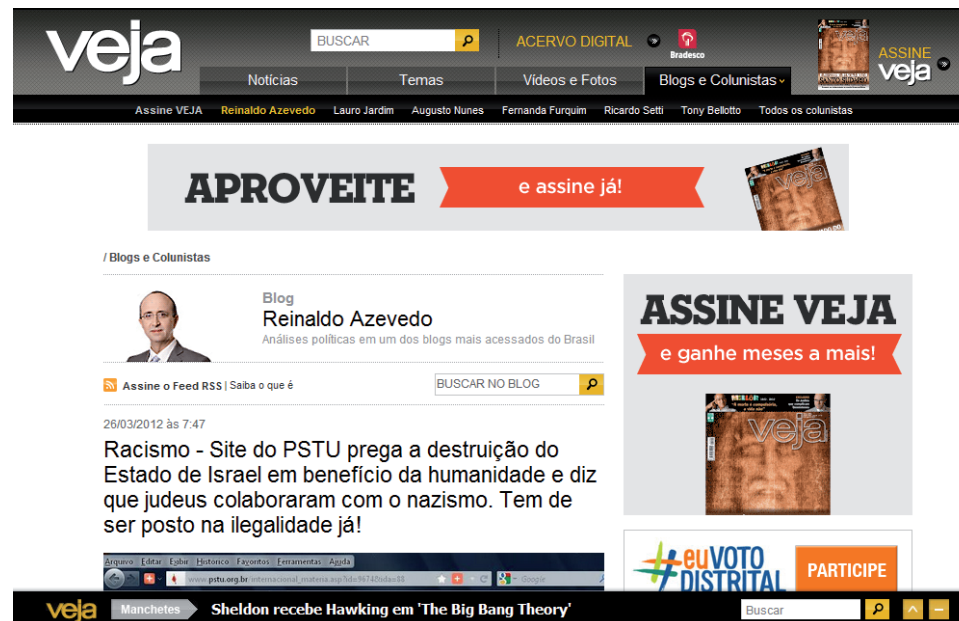 veja
BUSCAR
ACERVO DIGITAL
Bradesco
ASSINE
veja
Notícias
Temas
Vídeos e Fotos
Blogs e Colunistas
Assine VEJA Reinaldo Azevedo Lauro Jardim Augusto Nunes Fernanda Furquim Ricardo Setti Tony Bellotto Todos os colunistas
APROVEITE
e assine já!
veja
/ Blogs e Colunistas
Blog
Reinaldo Azevedo
Análises políticas em um dos blogs mais acessados do Brasil
Assine o Feed RSS | Saiba o que é
BUSCAR NO BLOG
26/03/2012 às 7:47
Racismo - Site do PSTU prega a destruição do
Estado de Israel em benefício da humanidade e diz
que judeus colaboraram com o nazismo. Tem de
ser posto na ilegalidade já!
Arquivo Editar Exibir Histórico Favoritos Ferramentas Ajuda
ASSINE VEJA
e ganhe meses a mais!
veja
#euVOTO
DISTRITAL
PARTICIPE
veja
Manchetes
Sheldon recebe Hawking em 'The Big Bang Theory'
Buscar